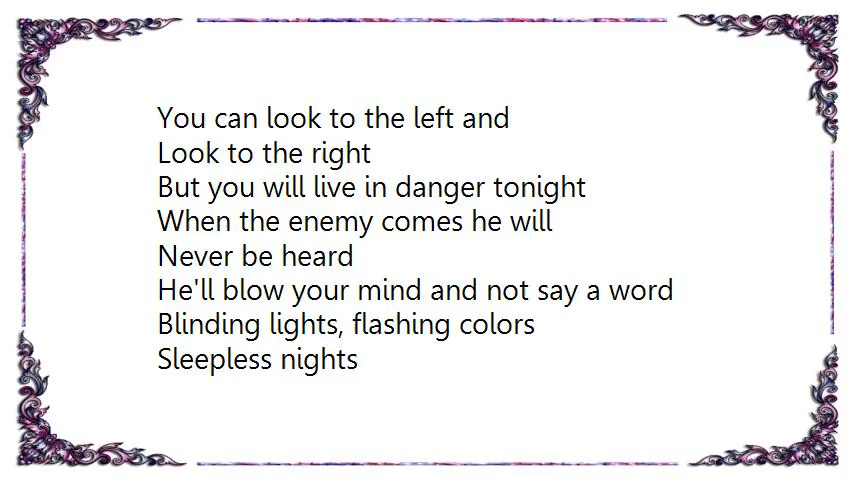 You can look to the left and
Look to the right
But you will live in danger tonight
When the enemy comes he will
Never be heard
He'll blow your mind and not say a word
Blinding lights, flashing colors
Sleepless nights